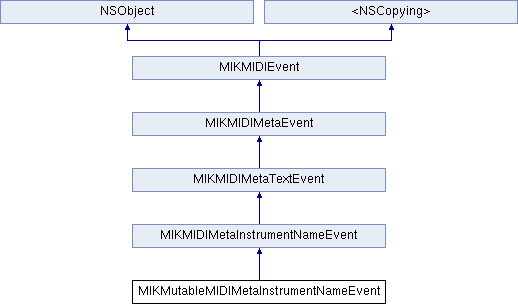 NSObject
<NSCopying>
MIKMIDIEvent
MIKMIDIMetaEvent
MIKMIDIMetaTextEvent
MIKMIDIMetaInstrumentNameEvent
MIKMutableMIDIMetaInstrumentNameEvent